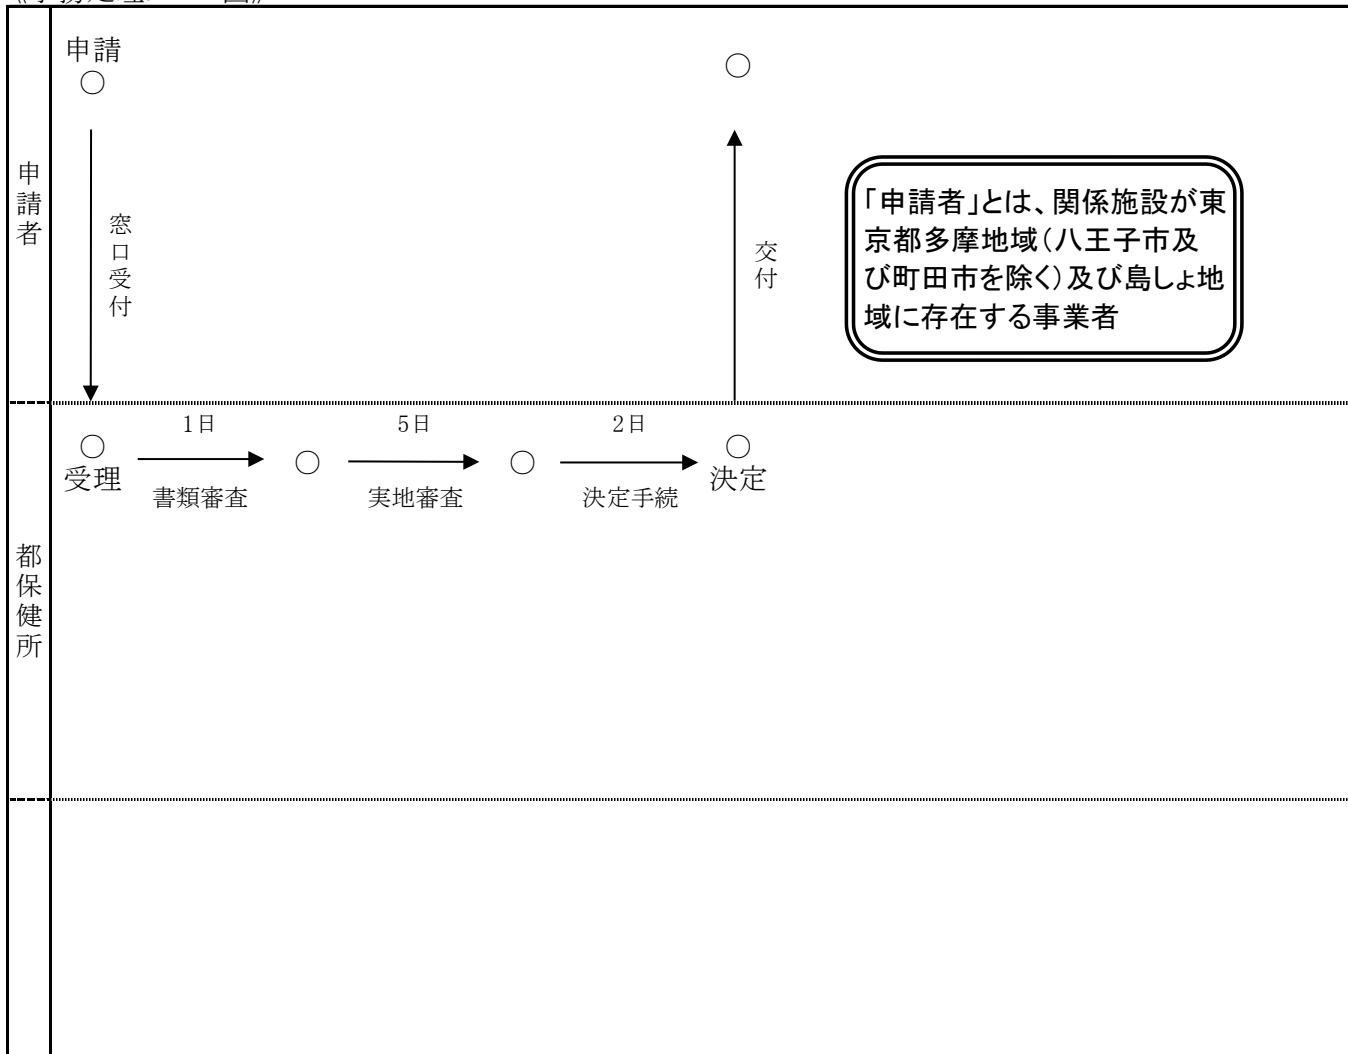 申請
申請者
窓口受付
交付
「申請者」とは、関係施設が東
京都多摩地域(八王子市及
び町田市を除く)及び島しょ地
域に存在する事業者
1日
5日
2日
受理
書類審査
実地審査
決定手続
決定
都保健所